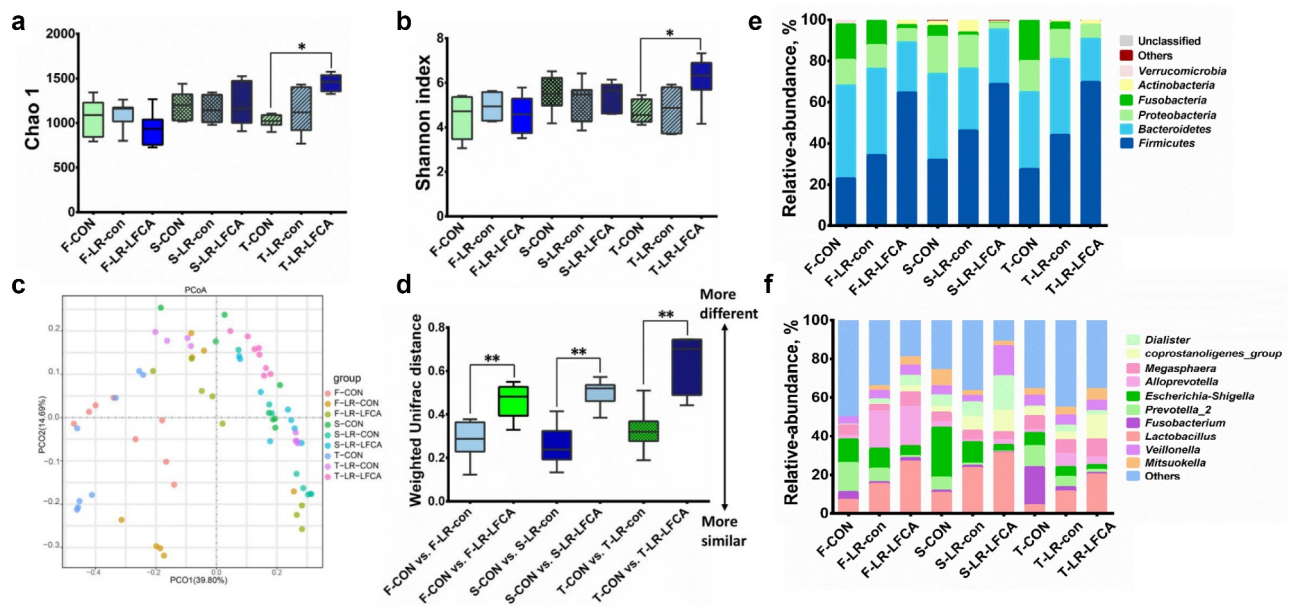 a
2000
1500
1000
500
0
Chao 1
*
F-CON
F-LR-con
F-LR-LFCA
S-CON
S-LR-con
S-LR-LFCA
T-CON
T-LR-con
T-LR-LFCA
b
8
6
4
2
0
Shannon index
*
F-CON
F-LR-con
F-LR-LFCA
S-CON
S-LR-con
S-LR-LFCA
T-CON
T-LR-con
T-LR-LFCA
e
100
80
60
40
20
0
Relative-abundance, %
F-CON
F-LR-con
F-LR-LFCA
S-CON
S-LR-con
S-LR-LFCA
T-CON
T-LR-con
T-LR-LFCA
Unclassified
Others
Verrucomicrobia
Actinobacteria
Fusobacteria
Proteobacteria
Bacteroidetes
Firmicutes
c
PCoA
0.2
0.1
0.0
−0.1
−0.2
−0.3
PCO2(14.69%)
−0.4
−0.2
0.0
0.2
PCO1(39.80%)
group
F-CON
F-LR-CON
F-LR-LFCA
S-CON
S-LR-CON
S-LR-LFCA
T-CON
T-LR-CON
T-LR-LFCA
d
0.8
0.6
0.4
0.2
0.0
Weighted Unifrac distance
**
**
**
More
different
More
similar
F-CON vs. F-LR-con
F-CON vs. F-LR-LFCA
S-CON vs. S-LR-con
S-CON vs. S-LR-LFCA
T-CON vs. T-LR-con
T-CON vs. T-LR-LFCA
f
100
80
60
40
20
0
Relative-abundance, %
F-CON
F-LR-con
F-LR-LFCA
S-CON
S-LR-con
S-LR-LFCA
T-CON
T-LR-con
T-LR-LFCA
Dialister
coprostanoligenes_group
Megasphaera
Alloprevotella
Escherichia-Shigella
Prevotella_2
Fusobacterium
Lactobacillus
Veillonella
Mitsuokella
Others